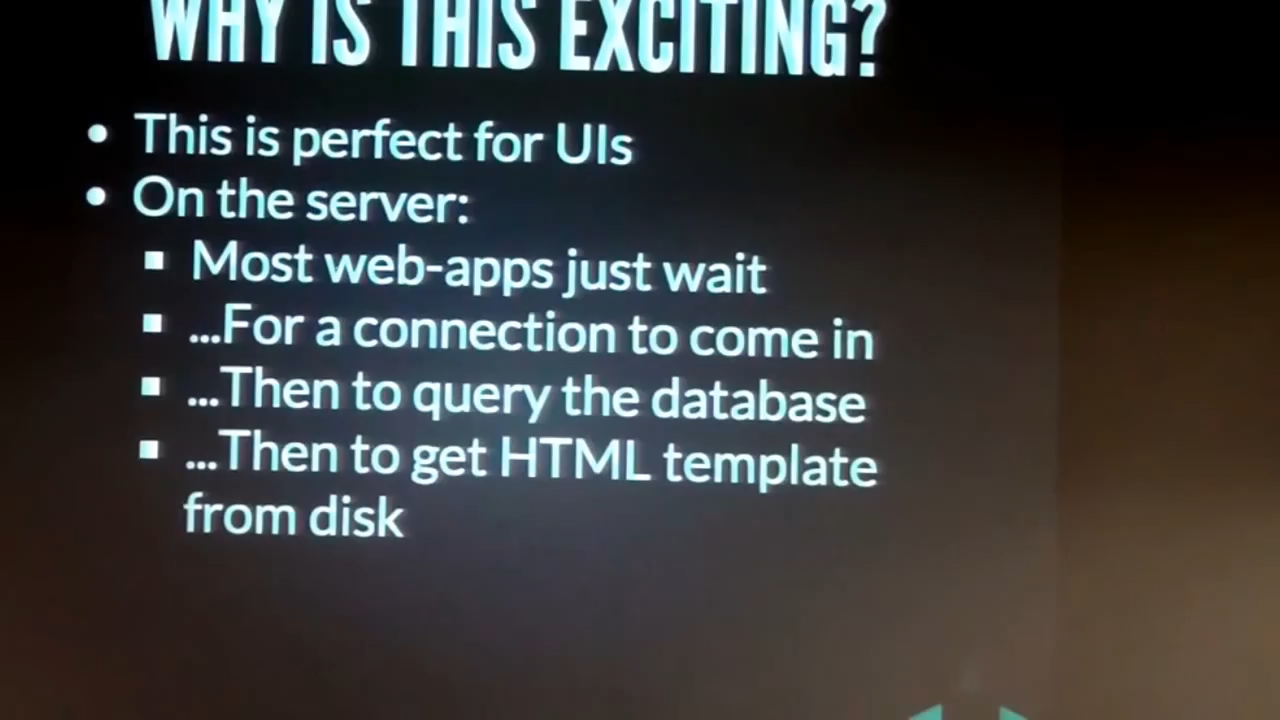 WHY IS THIS EXCITING?
• This is perfect for UIs
• On the server:
▪ Most web-apps just wait
▪ ...For a connection to come in
▪ ...Then to query the database
▪ ...Then to get HTML template
from disk